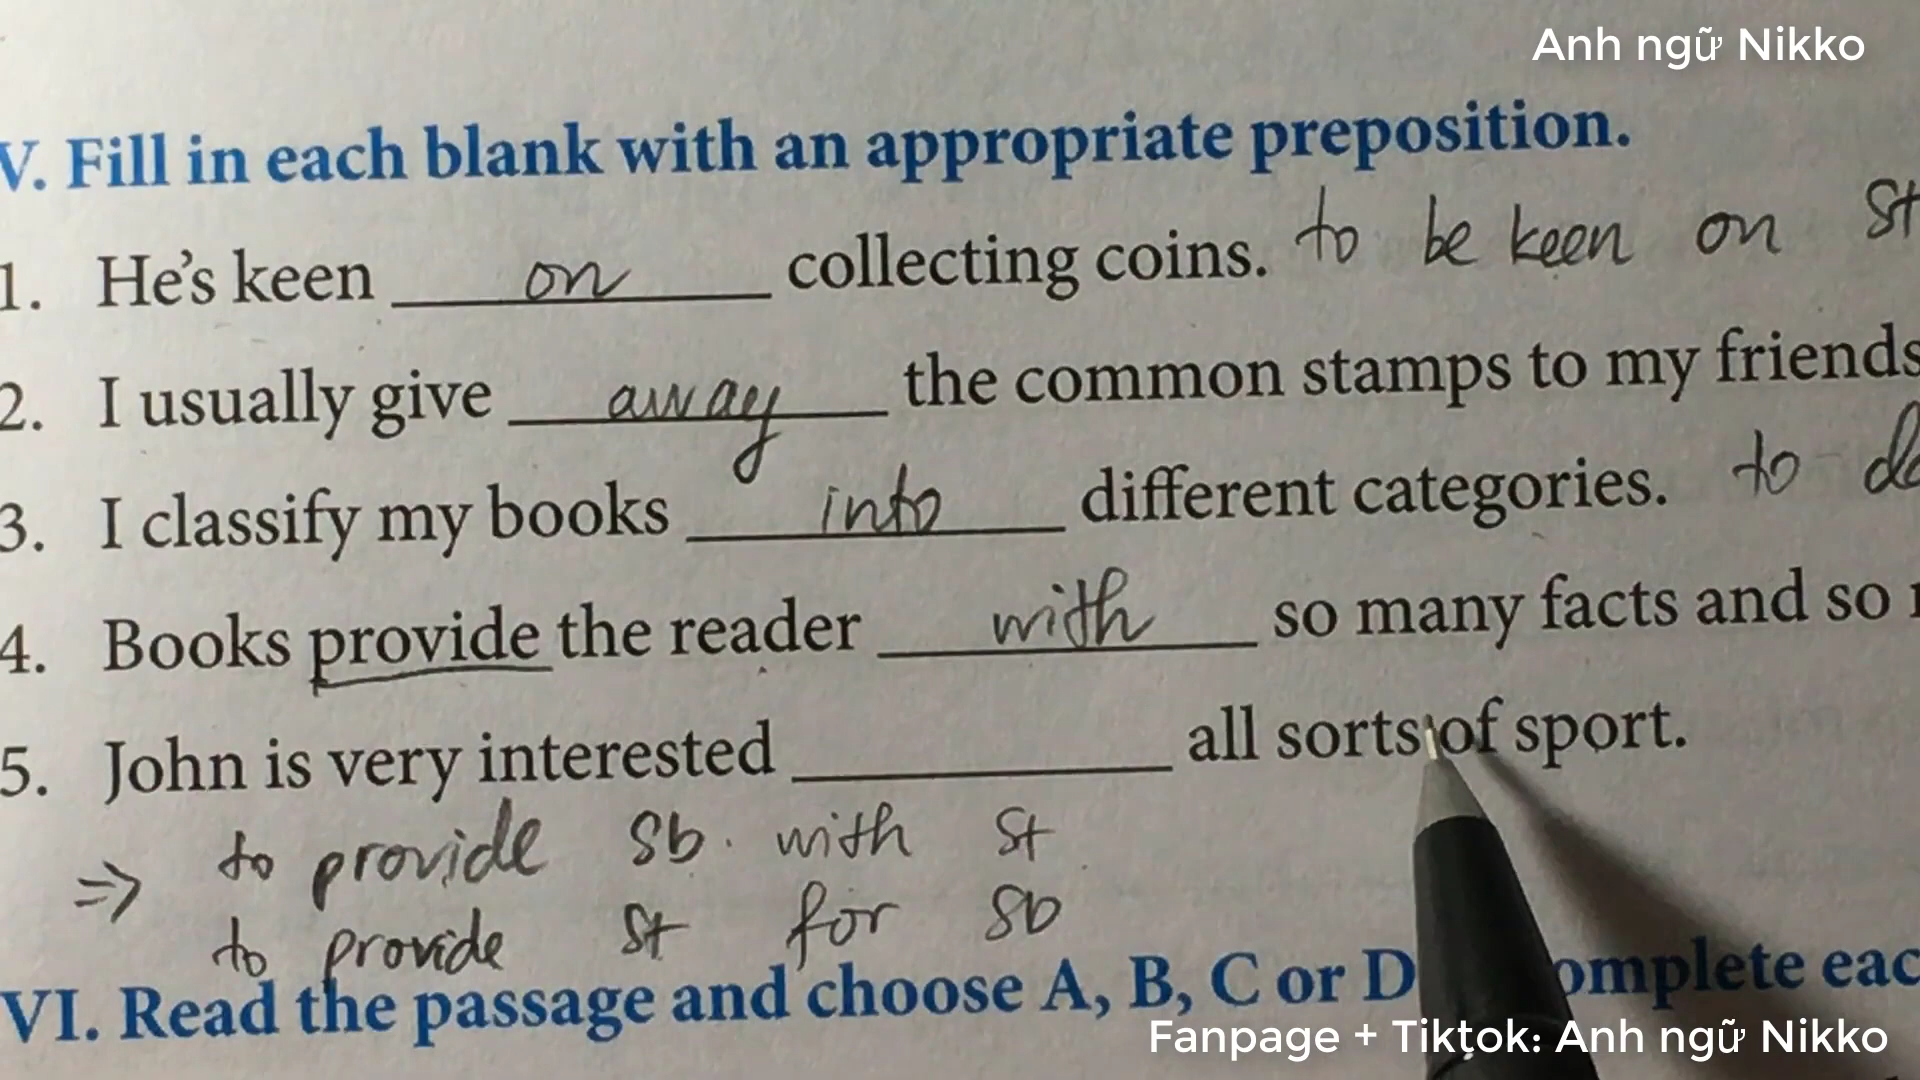 Anh ngữ Nikko
V. Fill in each blank with an appropriate preposition.
1. He's keen on collecting coins. to be keen on st
2. I usually give away the common stamps to my friends
3. I classify my books into different categories. to
4. Books provide the reader with so many facts and so
5. John is very interested ____________ all sorts of sport.
=> to provide sb. with st
to provide st for sb
VI. Read the passage and choose A, B, C or D omplete eac
Fanpage + Tiktok: Anh ngữ Nikko